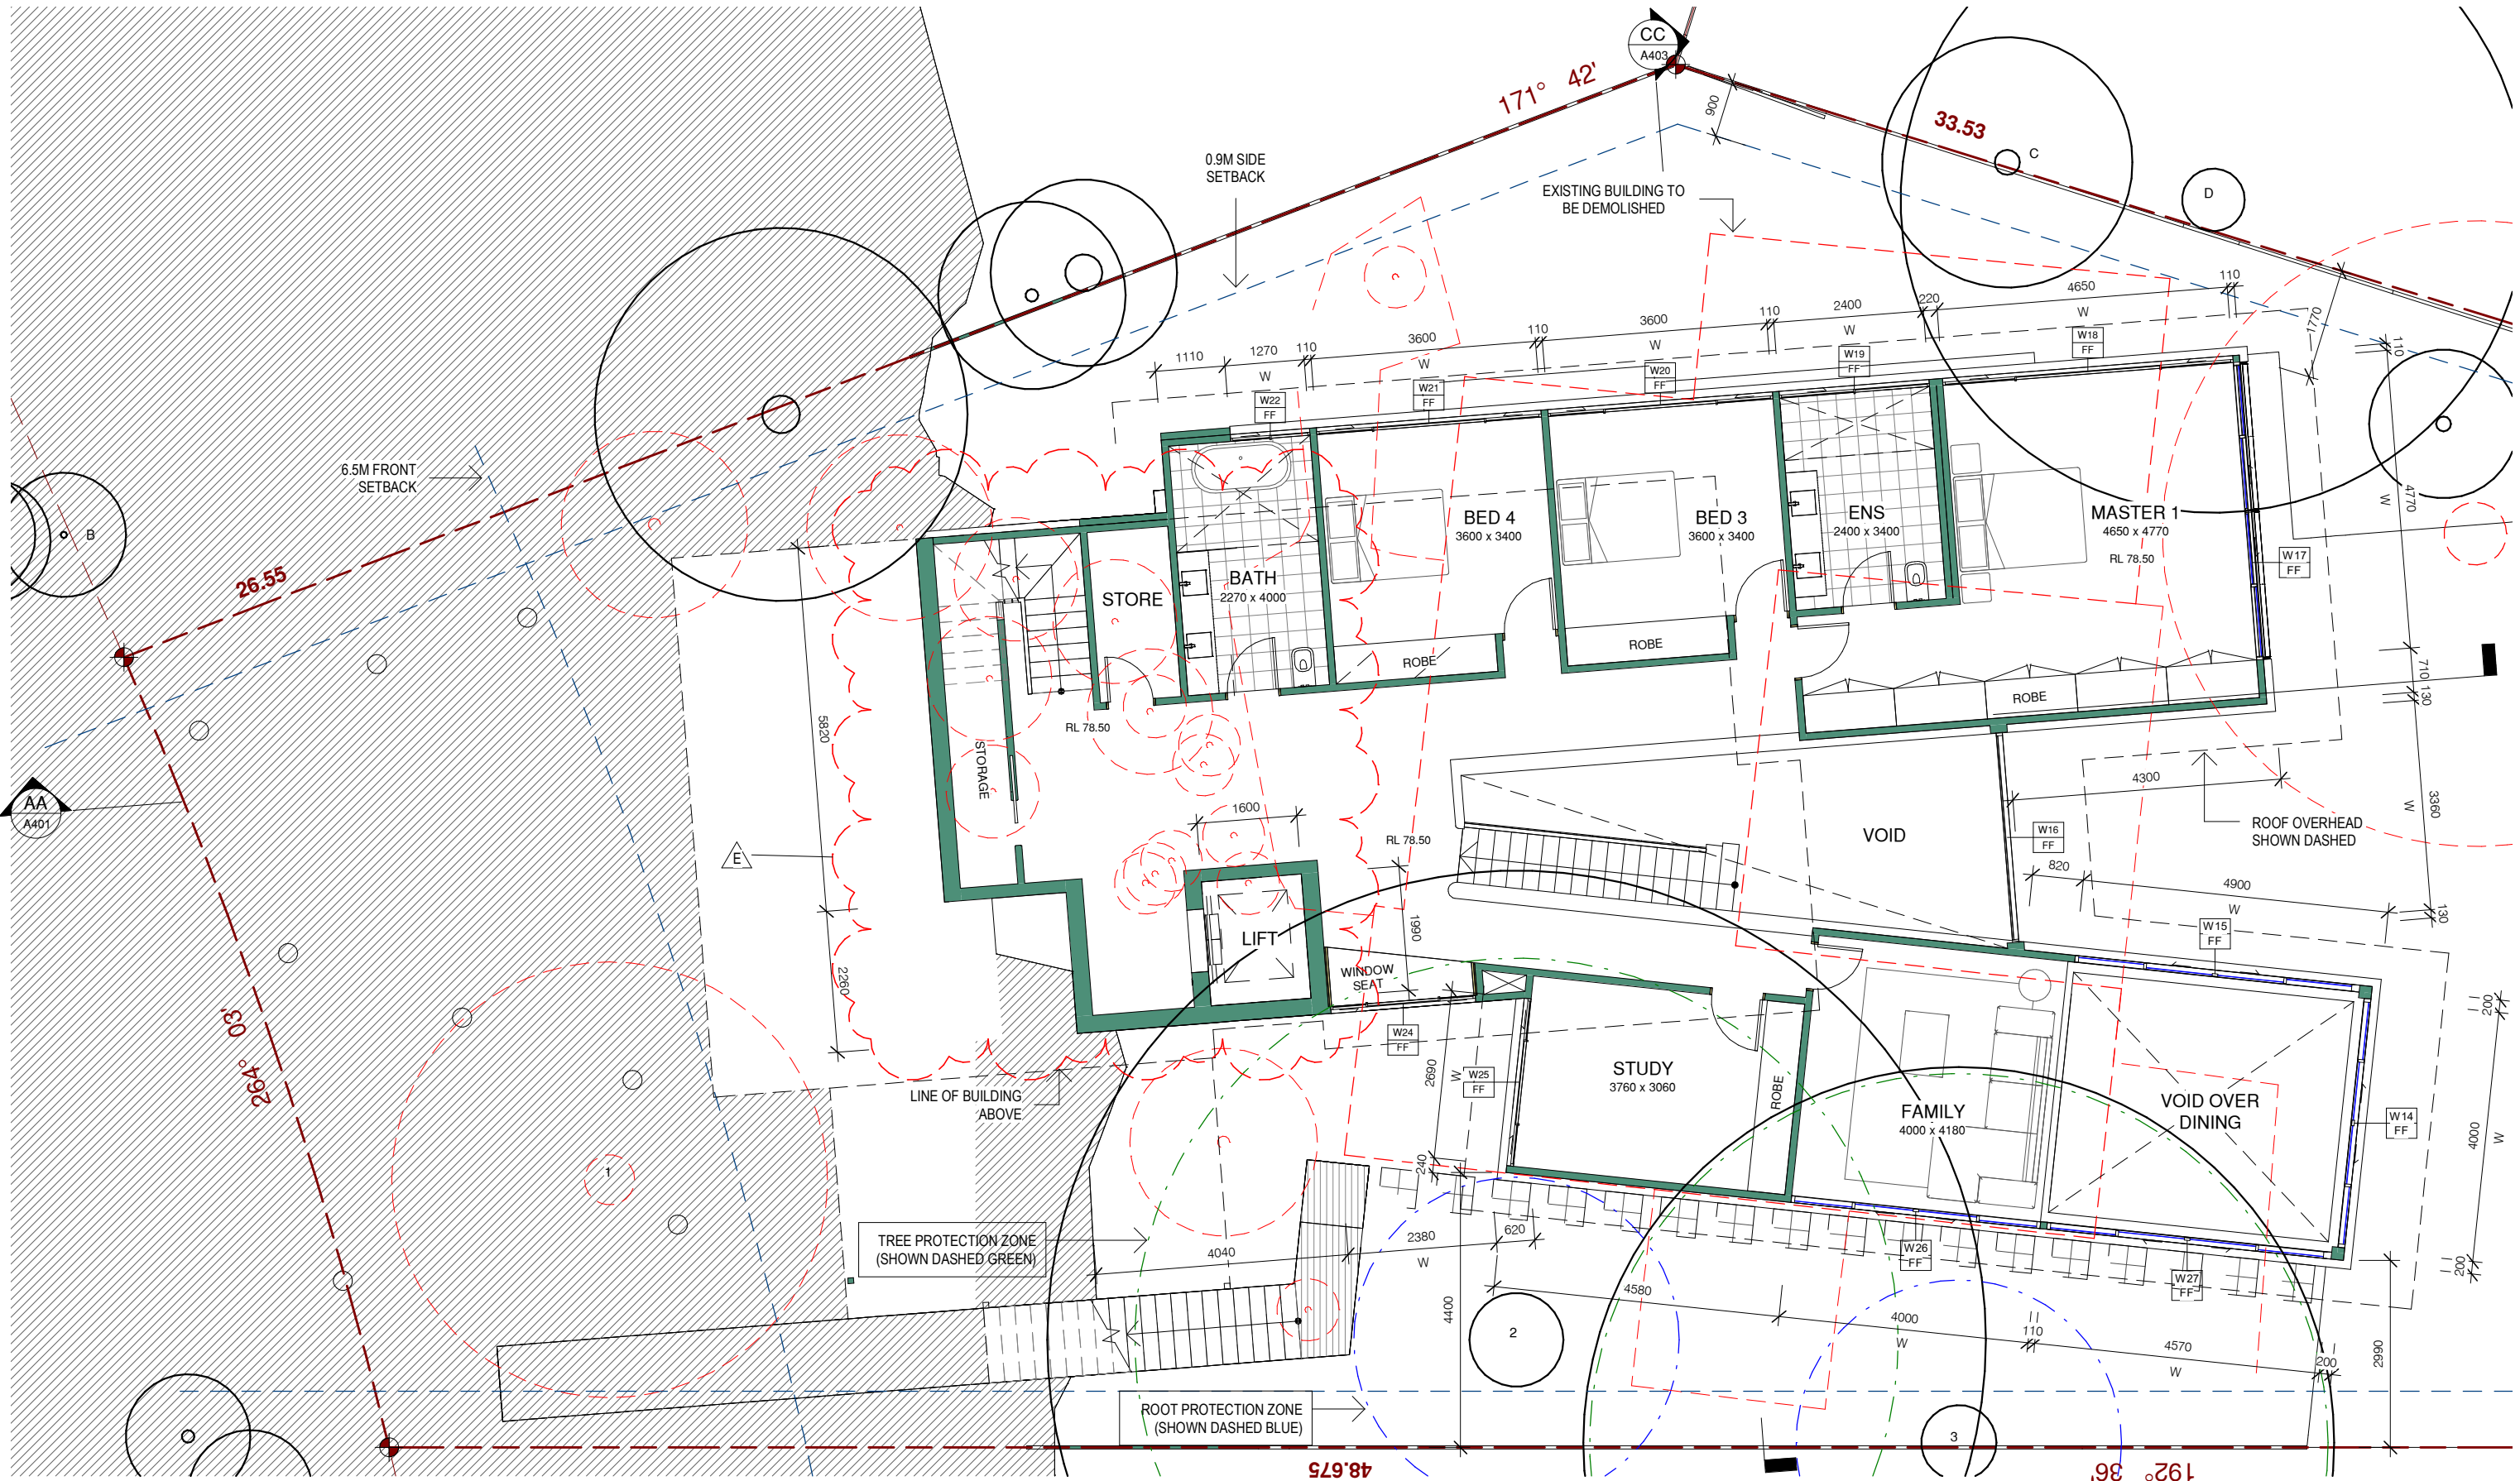 CC
A403
171° 42'
900
33.53
C
D
0.9M SIDE
SETBACK
EXISTING BUILDING TO
BE DEMOLISHED
6.5M FRONT
SETBACK
B
26.55
1110
1270
W
110
3600
W
110
3600
W
110
2400
W
220
4650
W
110
1770
110
W22
FF
W21
FF
W20
FF
W19
FF
W18
FF
W17
FF
4770
W
710
130
3360
W
130
BED 4
3600 x 3400
BED 3
3600 x 3400
ENS
2400 x 3400
MASTER 1
4650 x 4770
RL 78.50
BATH
2270 x 4000
STORE
ROBE
ROBE
ROBE
RL 78.50
STORAGE
5820
AA
A401
E
1600
RL 78.50
VOID
4300
W16
FF
ROOF OVERHEAD
SHOWN DASHED
820
4900
W
W15
FF
LIFT
1990
WINDOW
SEAT
2260
W24
FF
2690
W
W25
FF
STUDY
3760 x 3060
ROBE
FAMILY
4000 x 4180
VOID OVER
DINING
W14
FF
200
4000
W
200
264° 03'
LINE OF BUILDING
ABOVE
1
TREE PROTECTION ZONE
(SHOWN DASHED GREEN)
4040
2380
W
620
240
4400
4580
4000
W
110
4570
W
200
2990
W26
FF
W27
FF
2
3
ROOT PROTECTION ZONE
(SHOWN DASHED BLUE)
48.675
192° 36'